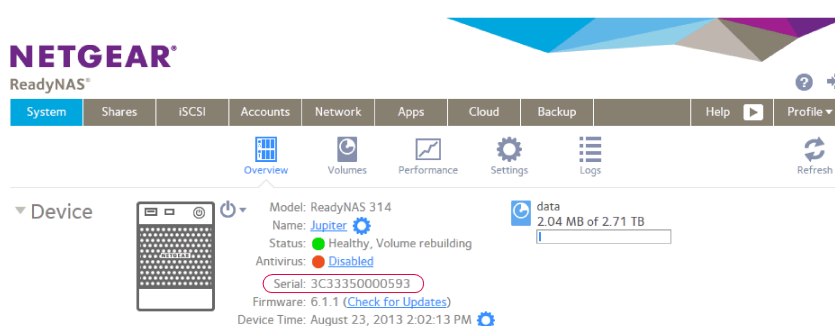 NETGEAR®
ReadyNAS®
System Shares iSCSI Accounts Network Apps Cloud Backup Help Profile
Overview Volumes Performance Settings Logs Refresh
Device
Model: ReadyNAS 314
Name: Jupiter
Status: Healthy, Volume rebuilding
Antivirus: Disabled
Serial: 3C33350000593
Firmware: 6.1.1 (Check for Updates)
Device Time: August 23, 2013 2:02:13 PM
data
2.04 MB of 2.71 TB
NETGEAR